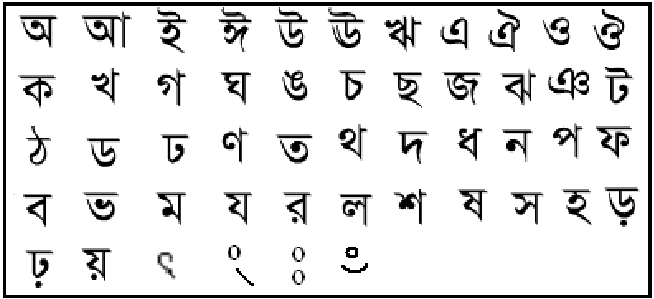 অ আ ই ঈ উ ঊ ঋ এ ঐ ও ঔ
ক খ গ ঘ ঙ চ ছ জ ঝ ঞ ট
ঠ ড ঢ ণ ত থ দ ধ ন প ফ
ব ভ ম য র ল শ ষ স হ ড়
ঢ় য় ৎ ং ঃ ঁ